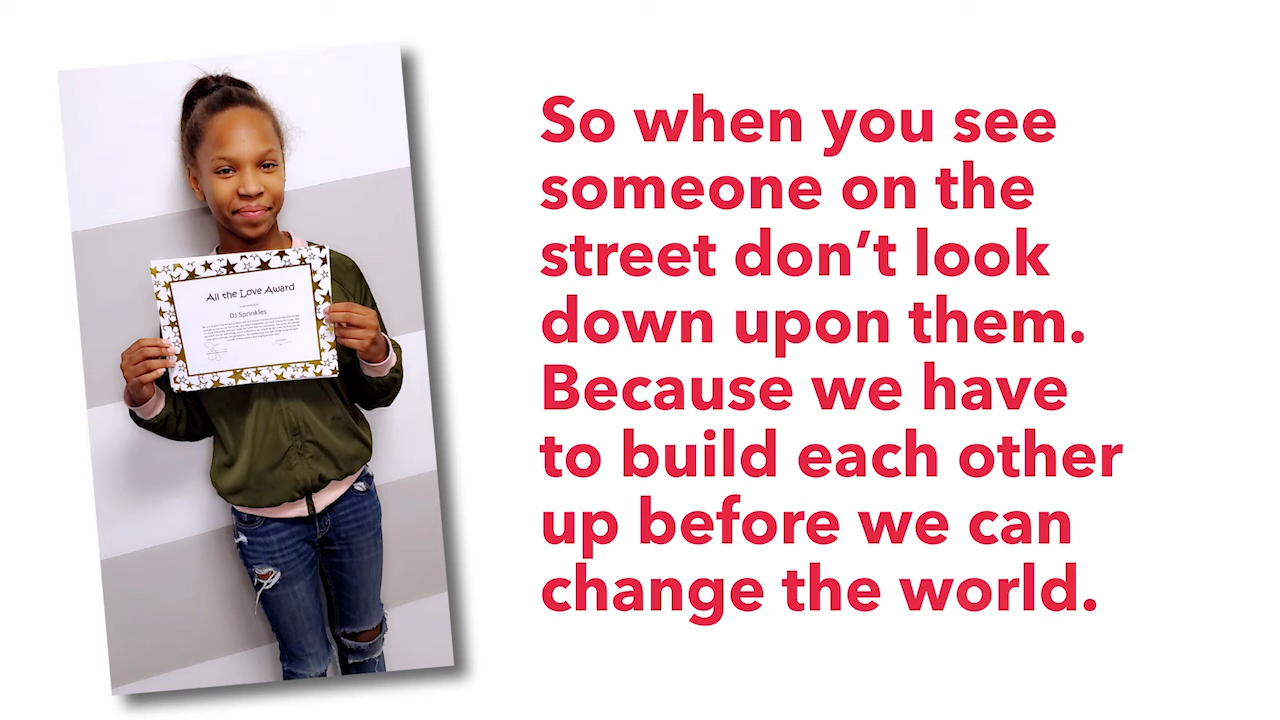 All the Love Award
DJ Sprinkles
So when you see
someone on the
street don’t look
down upon them.
Because we have
to build each other
up before we can
change the world.